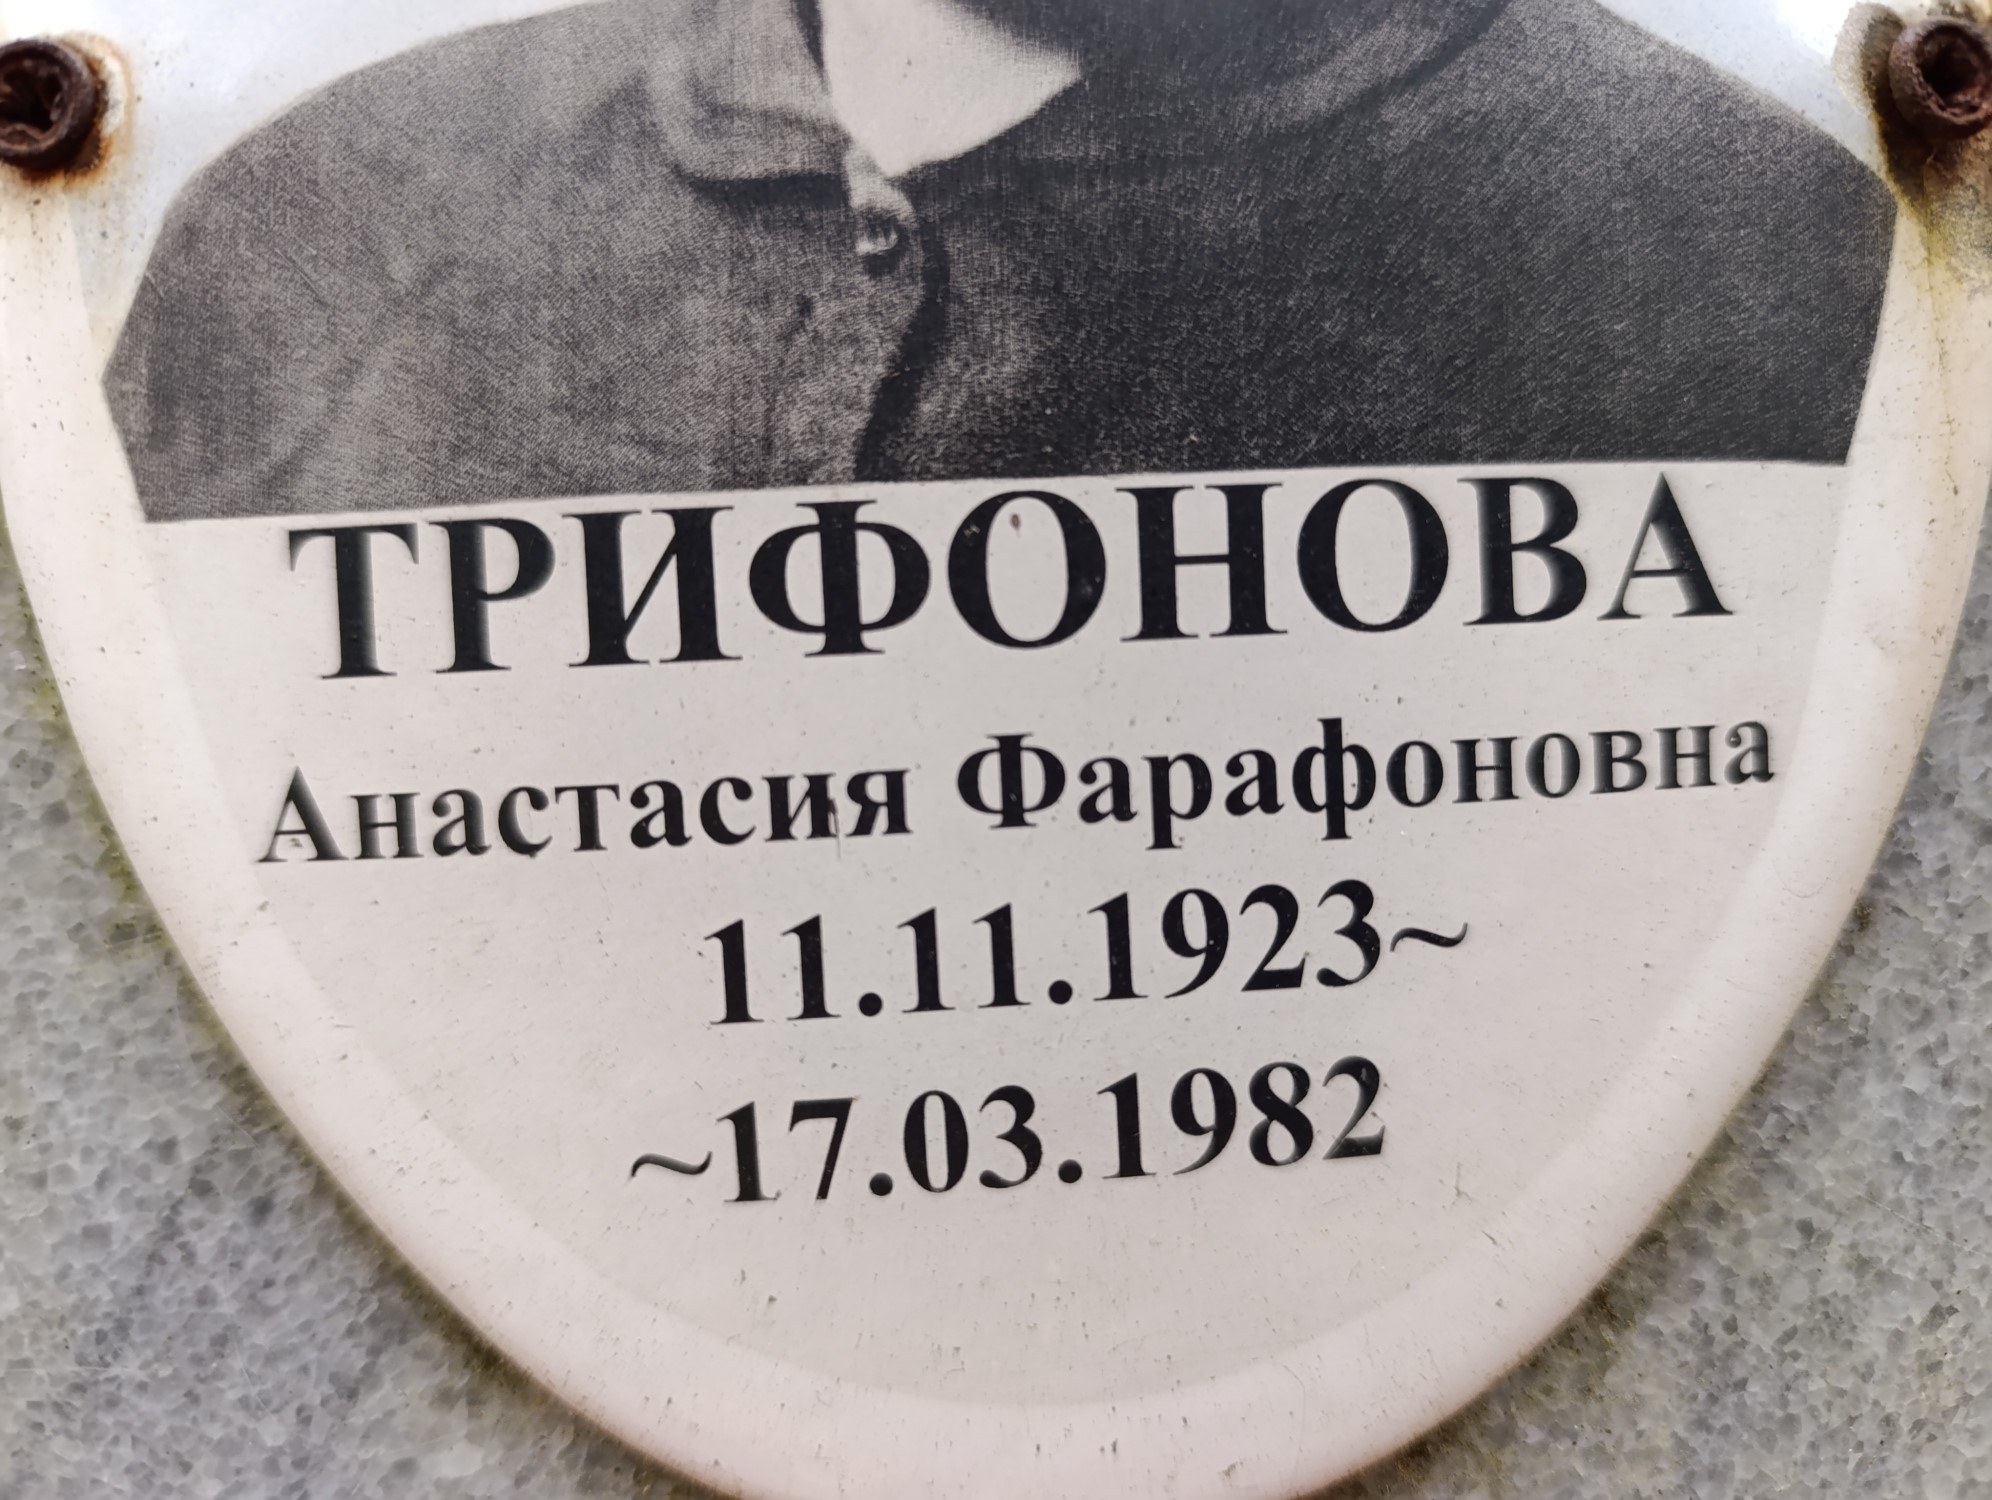 ТРИФОНОВА
Анастасия Фарафоновна
11.11.1923~
~17.03.1982